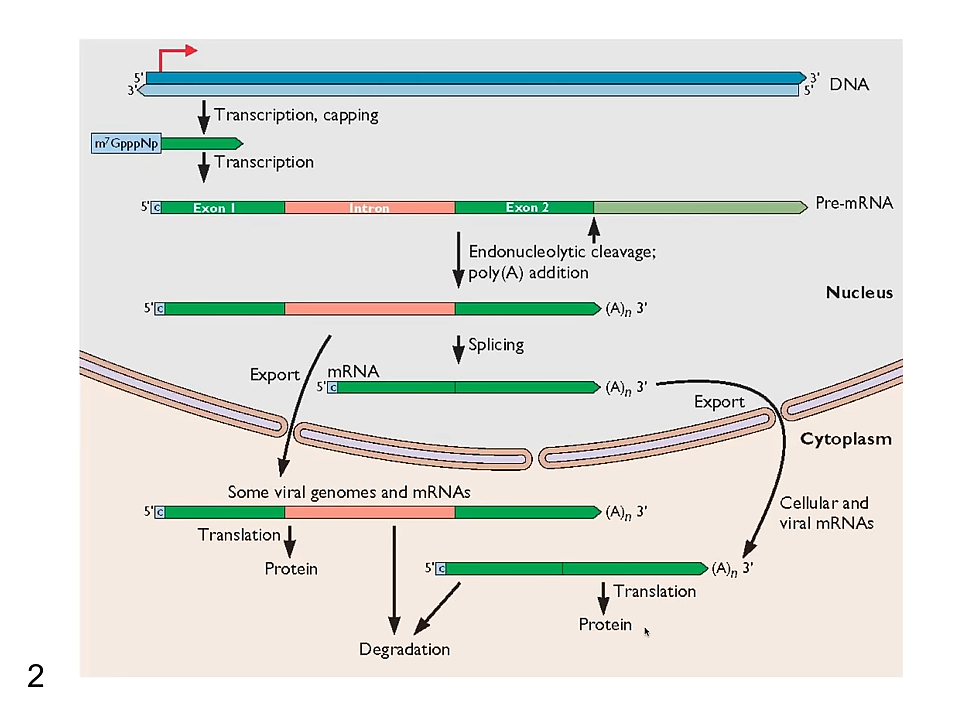 5' 3'
3' 5' DNA
Transcription, capping
m⁷GpppNp
Transcription
5' c Exon 1 Intron Exon 2 Pre-mRNA
Endonucleolytic cleavage;
poly(A) addition
Nucleus
5' c (A)n 3'
Splicing
Export mRNA
5' c (A)n 3'
Export
Cytoplasm
Some viral genomes and mRNAs
5' c (A)n 3'
Cellular and
viral mRNAs
Translation
Protein
5' c (A)n 3'
Translation
Protein
Degradation
2